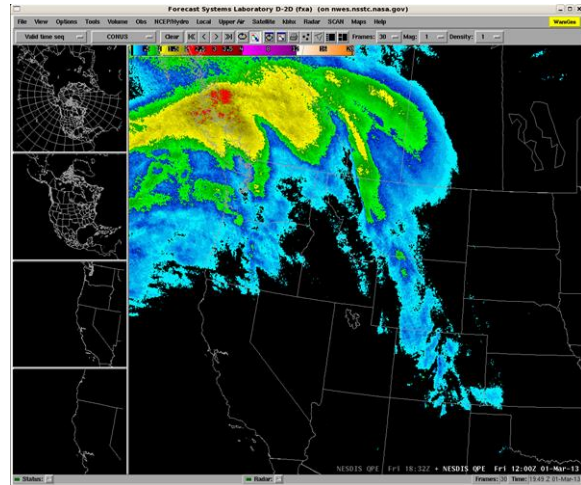 Forecast Systems Laboratory D-2D (fxa) (on nwes.nsstc.nasa.gov)
File View Options Tools Volume Obs NCEP/Hydro Local Upper Air Satellite kdns Radar SCAN Maps Help
Valid time seq CONUS Clear Frames: 30 Mag: 1 Density: 1
NESDIS QPE Fri 18:32Z + NESDIS QPE Fri 12:00Z 01-Mar-13
Status: Radar: Frames: 30 Time: 19:49 Z 01-Mar-13